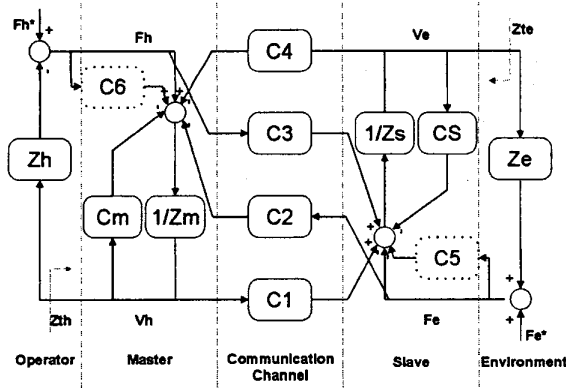 Fh*
+
-
Fh
C4
Ve
Zte
C6
+
+
-
-
-
C3
1/Zs
CS
Zh
Ze
Cm
1/Zm
C2
+
+
+
-
-
C5
C1
+
+
Zth
Vh
Fe
Fe*
Operator
Master
Communication
Channel
Slave
Environment